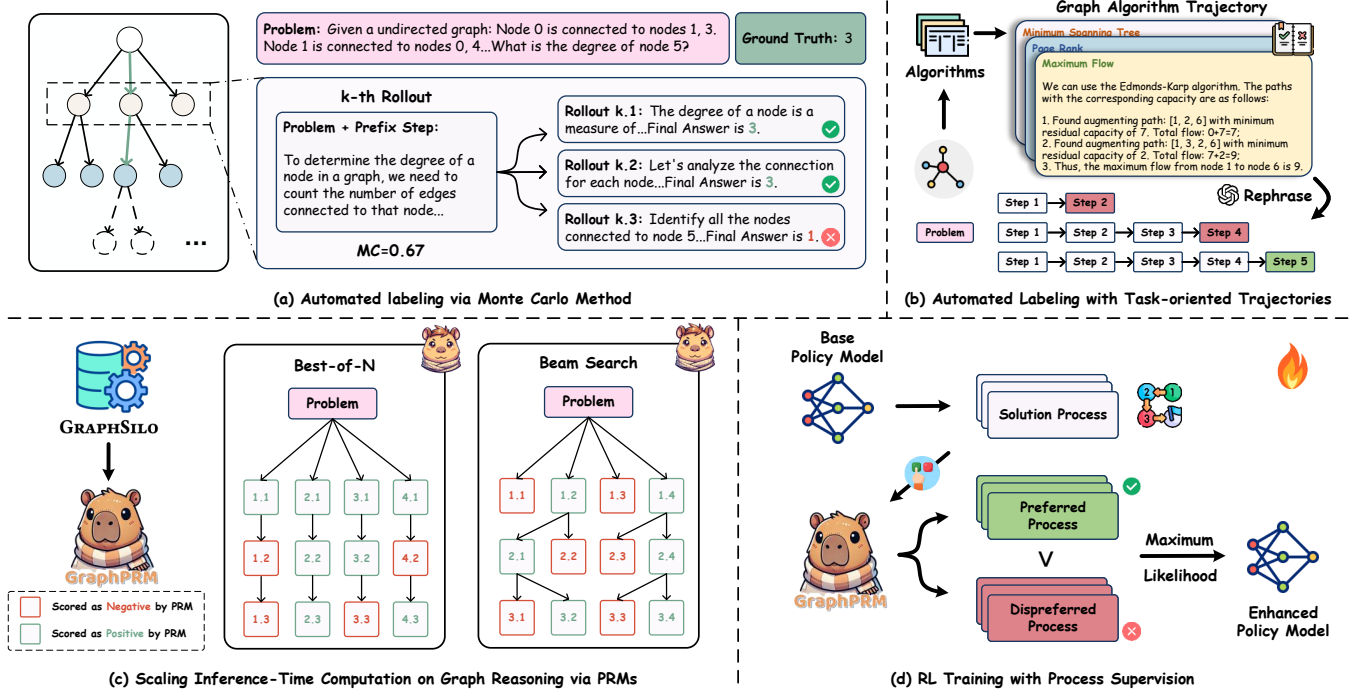 Problem: Given a undirected graph: Node 0 is connected to nodes 1, 3.
Node 1 is connected to nodes 0, 4...What is the degree of node 5?
Ground Truth: 3
k-th Rollout
Problem + Prefix Step:
To determine the degree of a
node in a graph, we need to
count the number of edges
connected to that node...
MC=0.67
Rollout k.1: The degree of a node is a
measure of...Final Answer is 3.
Rollout k.2: Let's analyze the connection
for each node...Final Answer is 3.
Rollout k.3: Identify all the nodes
connected to node 5...Final Answer is 1.
...
(a) Automated labeling via Monte Carlo Method
Graph Algorithm Trajectory
Algorithms
Minimum Spanning Tree
Page Rank
Maximum Flow
We can use the Edmonds-Karp algorithm. The paths
with the corresponding capacity are as follows:
1. Found augmenting path: [1, 2, 6] with minimum
residual capacity of 7. Total flow: 0+7=7;
2. Found augmenting path: [1, 3, 2, 6] with minimum
residual capacity of 2. Total flow: 7+2=9;
3. Thus, the maximum flow from node 1 to node 6 is 9.
Rephrase
Problem
Step 1 Step 2
Step 1 Step 2 Step 3 Step 4
Step 1 Step 2 Step 3 Step 4 Step 5
(b) Automated Labeling with Task-oriented Trajectories
GRAPHSILO
GraphPRM
Scored as Negative by PRM
Scored as Positive by PRM
Best-of-N
Problem
1.1 2.1 3.1 4.1
1.2 2.2 3.2 4.2
1.3 2.3 3.3 4.3
Beam Search
Problem
1.1 1.2 1.3 1.4
2.1 2.2 2.3 2.4
3.1 3.2 3.3 3.4
(c) Scaling Inference-Time Computation on Graph Reasoning via PRMs
Base
Policy Model
Solution Process
2 1
3
GraphPRM
Preferred
Process
V
Dispreferred
Process
Maximum
Likelihood
Enhanced
Policy Model
(d) RL Training with Process Supervision